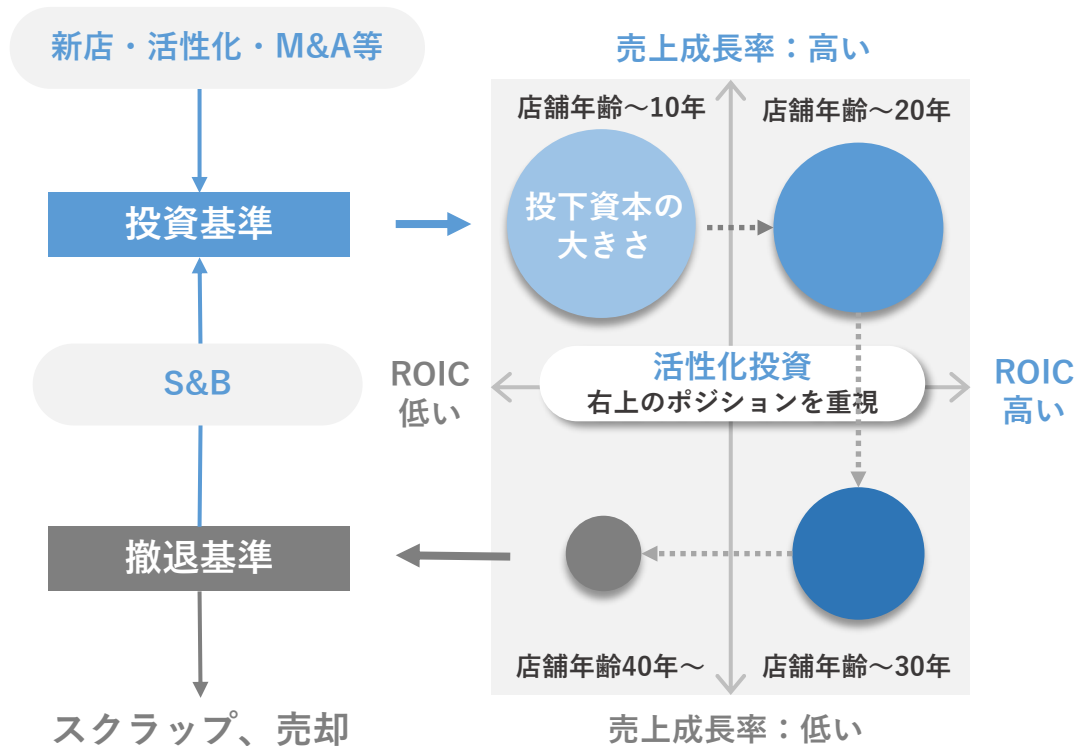 新店・活性化・M&A等
投資基準
S&B
撤退基準
スクラップ、売却
売上成長率：高い
店舗年齢～10年
店舗年齢～20年
投下資本の
大きさ
ROIC
低い
活性化投資
右上のポジションを重視
ROIC
高い
店舗年齢40年～
店舗年齢～30年
売上成長率：低い